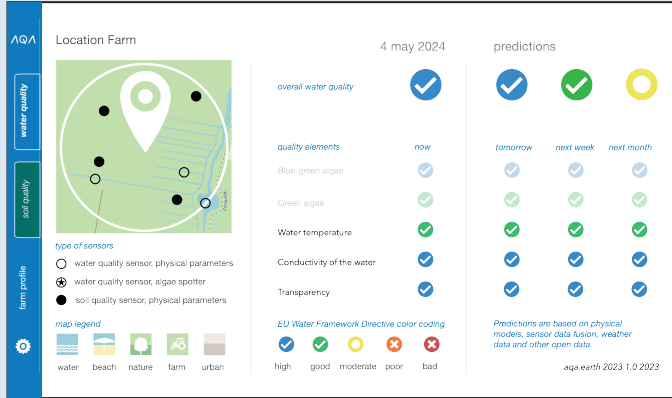 AQA
water quality
soil quality
farm profile
Location Farm
type of sensors
water quality sensor, physical parameters
water quality sensor, algae spotter
soil quality sensor, physical parameters
map legend
water beach nature farm urban
4 may 2024 predictions
overall water quality
quality elements now tomorrow next week next month
Blue-green algae
Green algae
Water temperature
Conductivity of the water
Transparency
EU Water Framework Directive color coding
high good moderate poor bad
Predictions are based on physical
models, sensor data fusion, weather
data and other open data.
aqa.earth 2023 1.0 2023